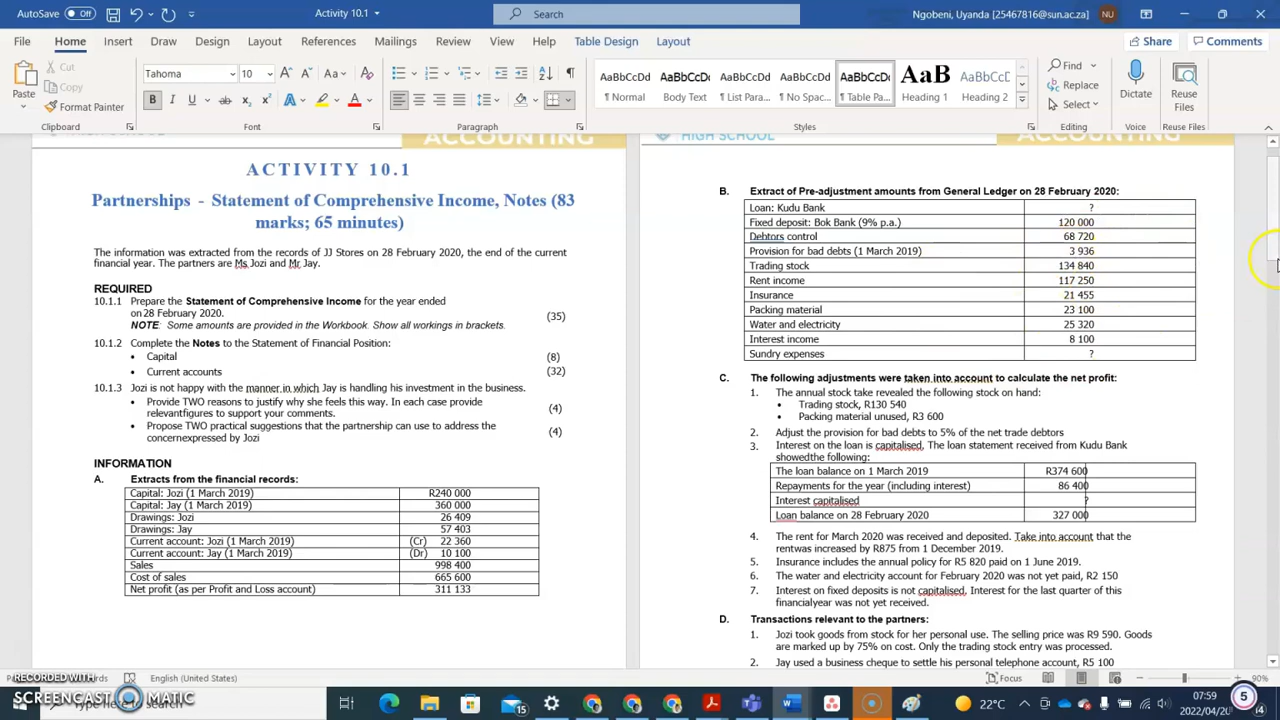 AutoSave Off
ACTIVITY 10.1
Search
Ngobeni, N [25467816@sun.ac.za] NU
File Home Insert Draw Design Layout References Mailings Review View Help Table Design Layout Share Comments
Paste Cut Copy Format Painter
Tahoma 10
Clipboard Font Paragraph Styles Editing Voice Reuse Files
AaBbCcDd Normal
AaBbCcDd Body Text
AaBbCcDd List Para...
AaBbCcDd No Spac...
AaBbCcDd Table Pa...
AaB Heading 1
AaBbCcDd Heading 2
Find
Replace
Select
Dictate
Reuse Files
ACCOUNTING
ACTIVITY 10.1
Partnerships - Statement of Comprehensive Income, Notes (83
marks; 65 minutes)
The information was extracted from the records of JJ Stores on 28 February 2020, the end of the current
financial year. The partners are Ms Jozi and Mr Jay.
REQUIRED
10.1.1 Prepare the Statement of Comprehensive Income for the year ended
on28 February 2020. (35)
NOTE: Some amounts are provided in the Workbook. Show all workings in brackets.
10.1.2 Complete the Notes to the Statement of Financial Position:
• Capital (8)
• Current accounts (32)
10.1.3 Jozi is not happy with the manner in which Jay is handling his investment in the business.
• Provide TWO reasons to justify why she feels this way. In each case provide
relevantfigures to support your comments. (4)
• Propose TWO practical suggestions that the partnership can use to address the
concernexpressed by Jozi (4)
INFORMATION
A. Extracts from the financial records:
Capital: Jozi (1 March 2019) R240 000
Capital: Jay (1 March 2019) 360 000
Drawings: Jozi 26 409
Drawings: Jay 57 403
Current account: Jozi (1 March 2019) (Cr) 22 360
Current account: Jay (1 March 2019) (Dr) 10 100
Sales 998 400
Cost of sales 665 600
Net profit (as per Profit and Loss account) 311 133
HIGH SCHOOL ACCOUNTING
B. Extract of Pre-adjustment amounts from General Ledger on 28 February 2020:
Loan: Kudu Bank ?
Fixed deposit: Bok Bank (9% p.a.) 120 000
Debtors control 68 720
Provision for bad debts (1 March 2019) 3 936
Trading stock 134 840
Rent income 117 250
Insurance 21 455
Packing material 23 100
Water and electricity 25 320
Interest income 8 100
Sundry expenses ?
C. The following adjustments were taken into account to calculate the net profit:
1. The annual stock take revealed the following stock on hand:
• Trading stock, R130 540
• Packing material unused, R3 600
2. Adjust the provision for bad debts to 5% of the net trade debtors
3. Interest on the loan is capitalised, The loan statement received from Kudu Bank
showedthe following:
The loan balance on 1 March 2019 R374 600
Repayments for the year (including interest) 86 400
Interest capitalised ?
Loan balance on 28 February 2020 327 000
4. The rent for March 2020 was received and deposited. Take into account that the
rentwas increased by R875 from 1 December 2019.
5. Insurance includes the annual policy for R5 820 paid on 1 June 2019.
6. The water and electricity account for February 2020 was not yet paid, R2 150
7. Interest on fixed deposits is not capitalised, Interest for the last quarter of this
financialyear was not yet received.
D. Transactions relevant to the partners:
1. Jozi took goods from stock for her personal use. The selling price was R9 590. Goods
are marked up by 75% on cost. Only the trading stock entry was processed.
2. Jay used a business cheque to settle his personal telephone account, R5 100
English (United States)
Focus
90%
RECORDED WITH
SCREENCAST MATIC
here to search
15
22°C
07:59
2022/04/20
5